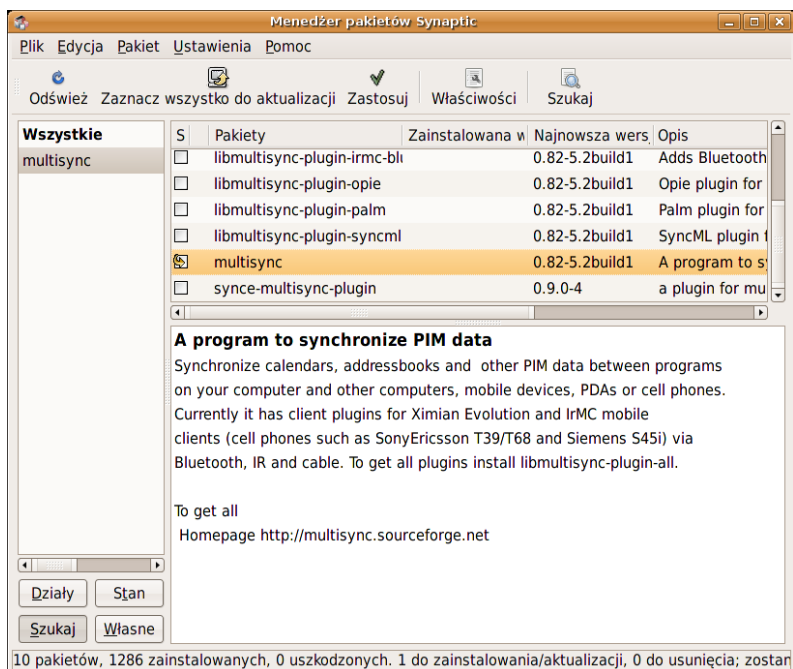 Menedżer pakietów Synaptic
Plik Edycja Pakiet Ustawienia Pomoc
Odśwież Zaznacz wszystko do aktualizacji Zastosuj Właściwości Szukaj
Wszystkie
multisync
S Pakiety Zainstalowana w Najnowsza wers Opis
libmultisync-plugin-irmc-blu 0.82-5.2build1 Adds Bluetooth
libmultisync-plugin-opie 0.82-5.2build1 Opie plugin for
libmultisync-plugin-palm 0.82-5.2build1 Palm plugin for
libmultisync-plugin-syncml 0.82-5.2build1 SyncML plugin f
multisync 0.82-5.2build1 A program to sy
synce-multisync-plugin 0.9.0-4 a plugin for mu
A program to synchronize PIM data
Synchronize calendars, addressbooks and other PIM data between programs
on your computer and other computers, mobile devices, PDAs or cell phones.
Currently it has client plugins for Ximian Evolution and IrMC mobile
clients (cell phones such as SonyEricsson T39/T68 and Siemens S45i) via
Bluetooth, IR and cable. To get all plugins install libmultisync-plugin-all.
To get all
Homepage http://multisync.sourceforge.net
Działy Stan
Szukaj Własne
10 pakietów, 1286 zainstalowanych, 0 uszkodzonych. 1 do zainstalowania/aktualizacji, 0 do usunięcia; zostan